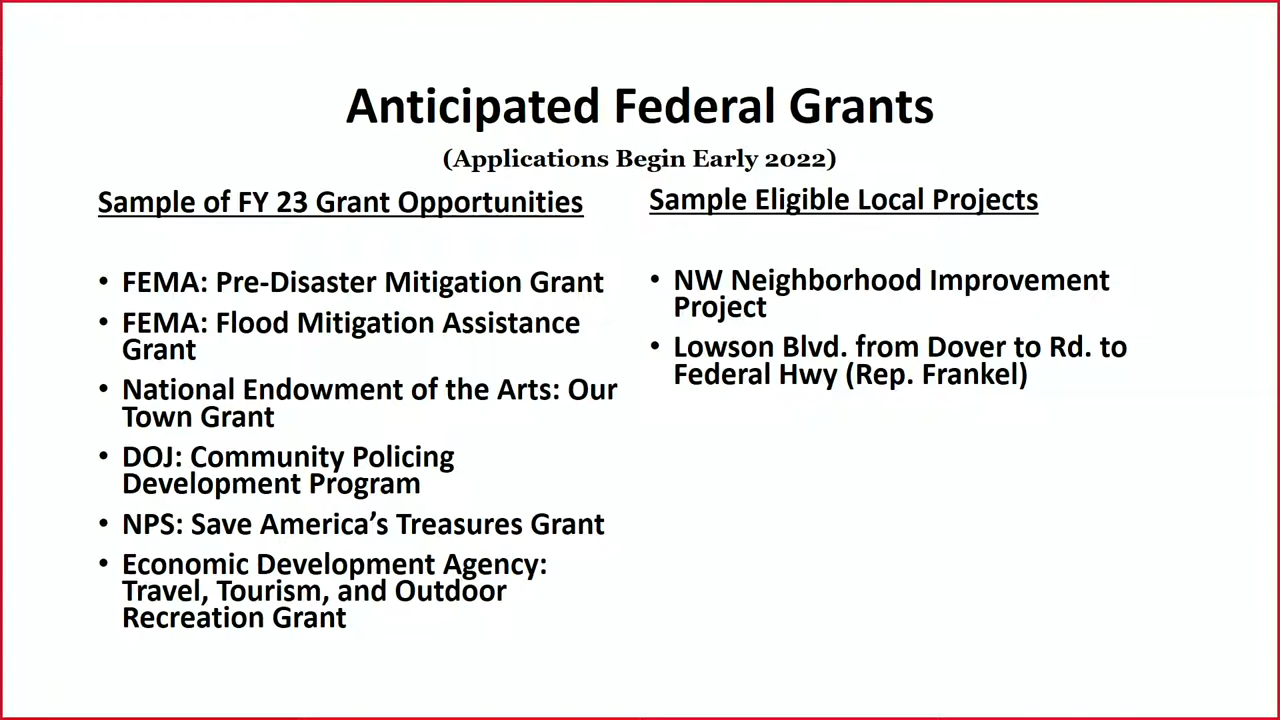 Anticipated Federal Grants
(Applications Begin Early 2022)
Sample of FY 23 Grant Opportunities
• FEMA: Pre-Disaster Mitigation Grant
• FEMA: Flood Mitigation Assistance
Grant
• National Endowment of the Arts: Our
Town Grant
• DOJ: Community Policing
Development Program
• NPS: Save America’s Treasures Grant
• Economic Development Agency:
Travel, Tourism, and Outdoor
Recreation Grant
Sample Eligible Local Projects
• NW Neighborhood Improvement
Project
• Lowson Blvd. from Dover to Rd. to
Federal Hwy (Rep. Frankel)